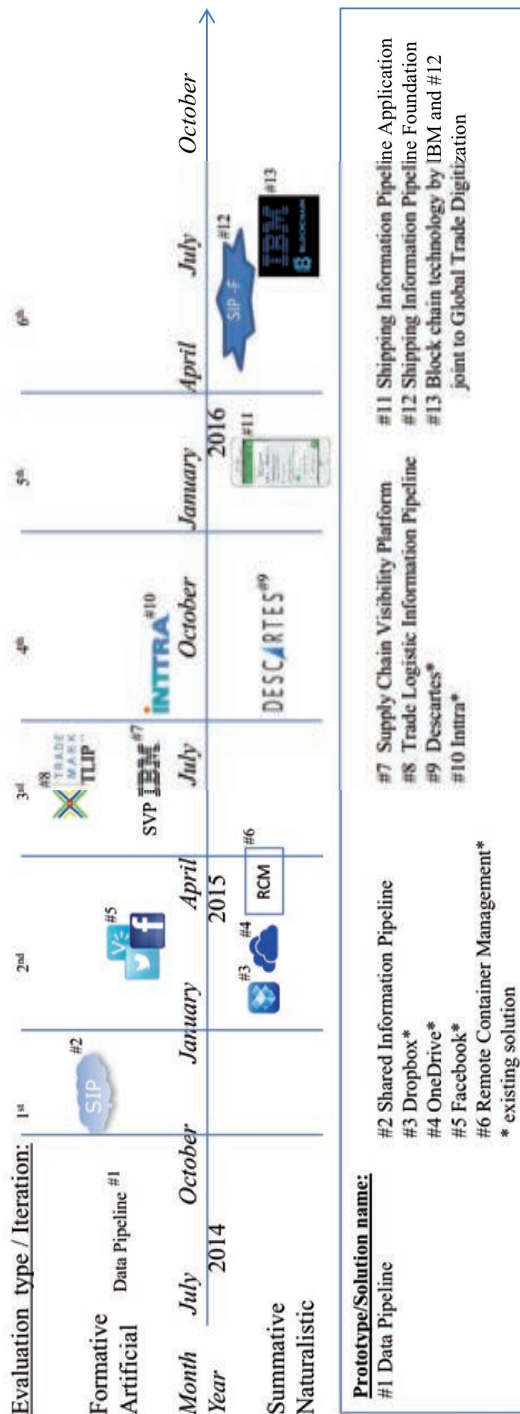 Evaluation type / Iteration:
1st
2nd
3rd
4th
5th
6th
Formative
Artificial
Data Pipeline #1
SIP
#2
#5
#8
TRADE
MARK
TLIP
SVP IBM #7
INTTRA #10
Month
July
October
January
April
July
October
January
April
July
October
Year
2014
2015
2016
Summative
Naturalistic
#3
#4
RCM
#6
DESCARTES #9
#11
SIP -F
#12
IBM
BLOCKCHAIN
#13
Prototype/Solution name:
#1 Data Pipeline
#2 Shared Information Pipeline
#3 Dropbox*
#4 OneDrive*
#5 Facebook*
#6 Remote Container Management*
* existing solution
#7 Supply Chain Visibility Platform
#8 Trade Logistic Information Pipeline
#9 Descartes*
#10 Inttra*
#11 Shipping Information Pipeline Application
#12 Shipping Information Pipeline Foundation
#13 Block chain technology by IBM and #12
joint to Global Trade Digitization